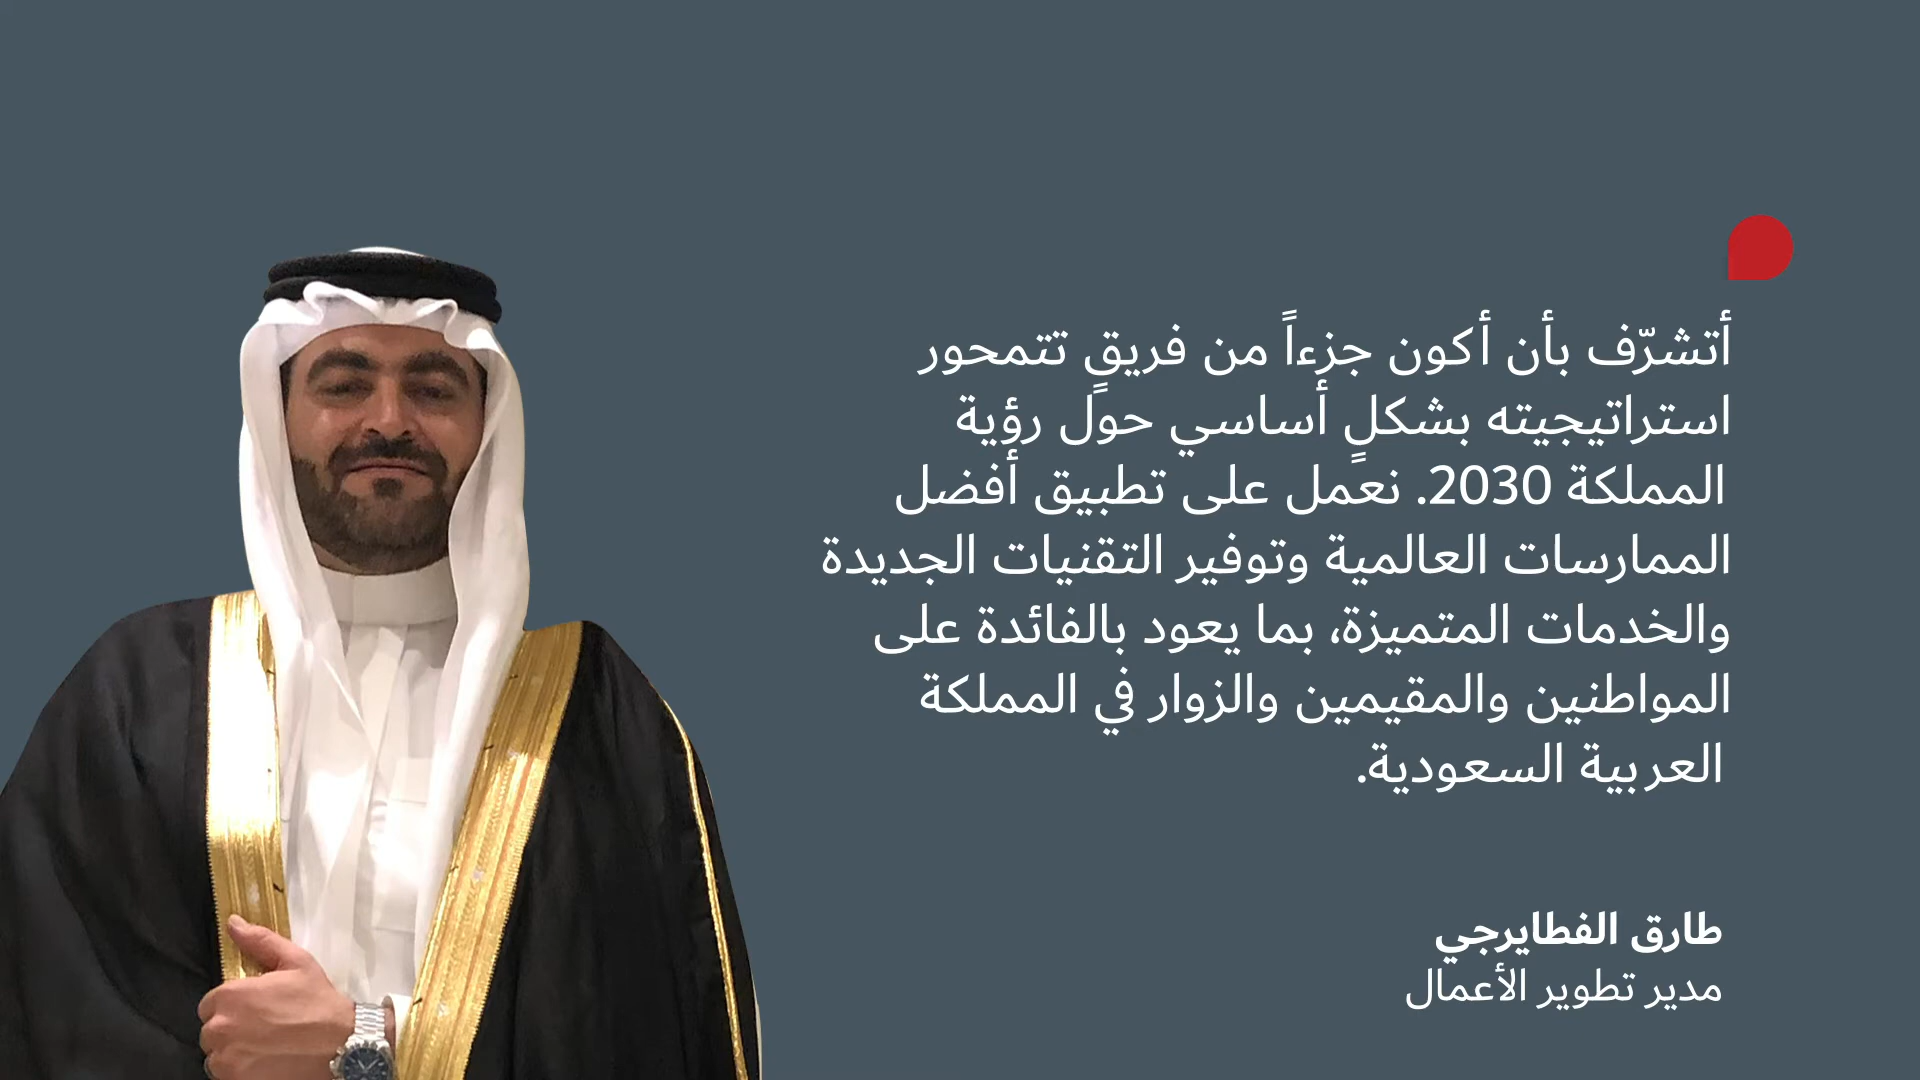 أتشرّف بأن أكون جزءاً من فريقٍ تتمحور
استراتيجيته بشكلٍ أساسي حول رؤية
المملكة 2030. نعمل على تطبيق أفضل
الممارسات العالمية وتوفير التقنيات الجديدة
والخدمات المتميزة، بما يعود بالفائدة على
المواطنين والمقيمين والزوار في المملكة
العربية السعودية.
طارق الفطايرجي
مدير تطوير الأعمال